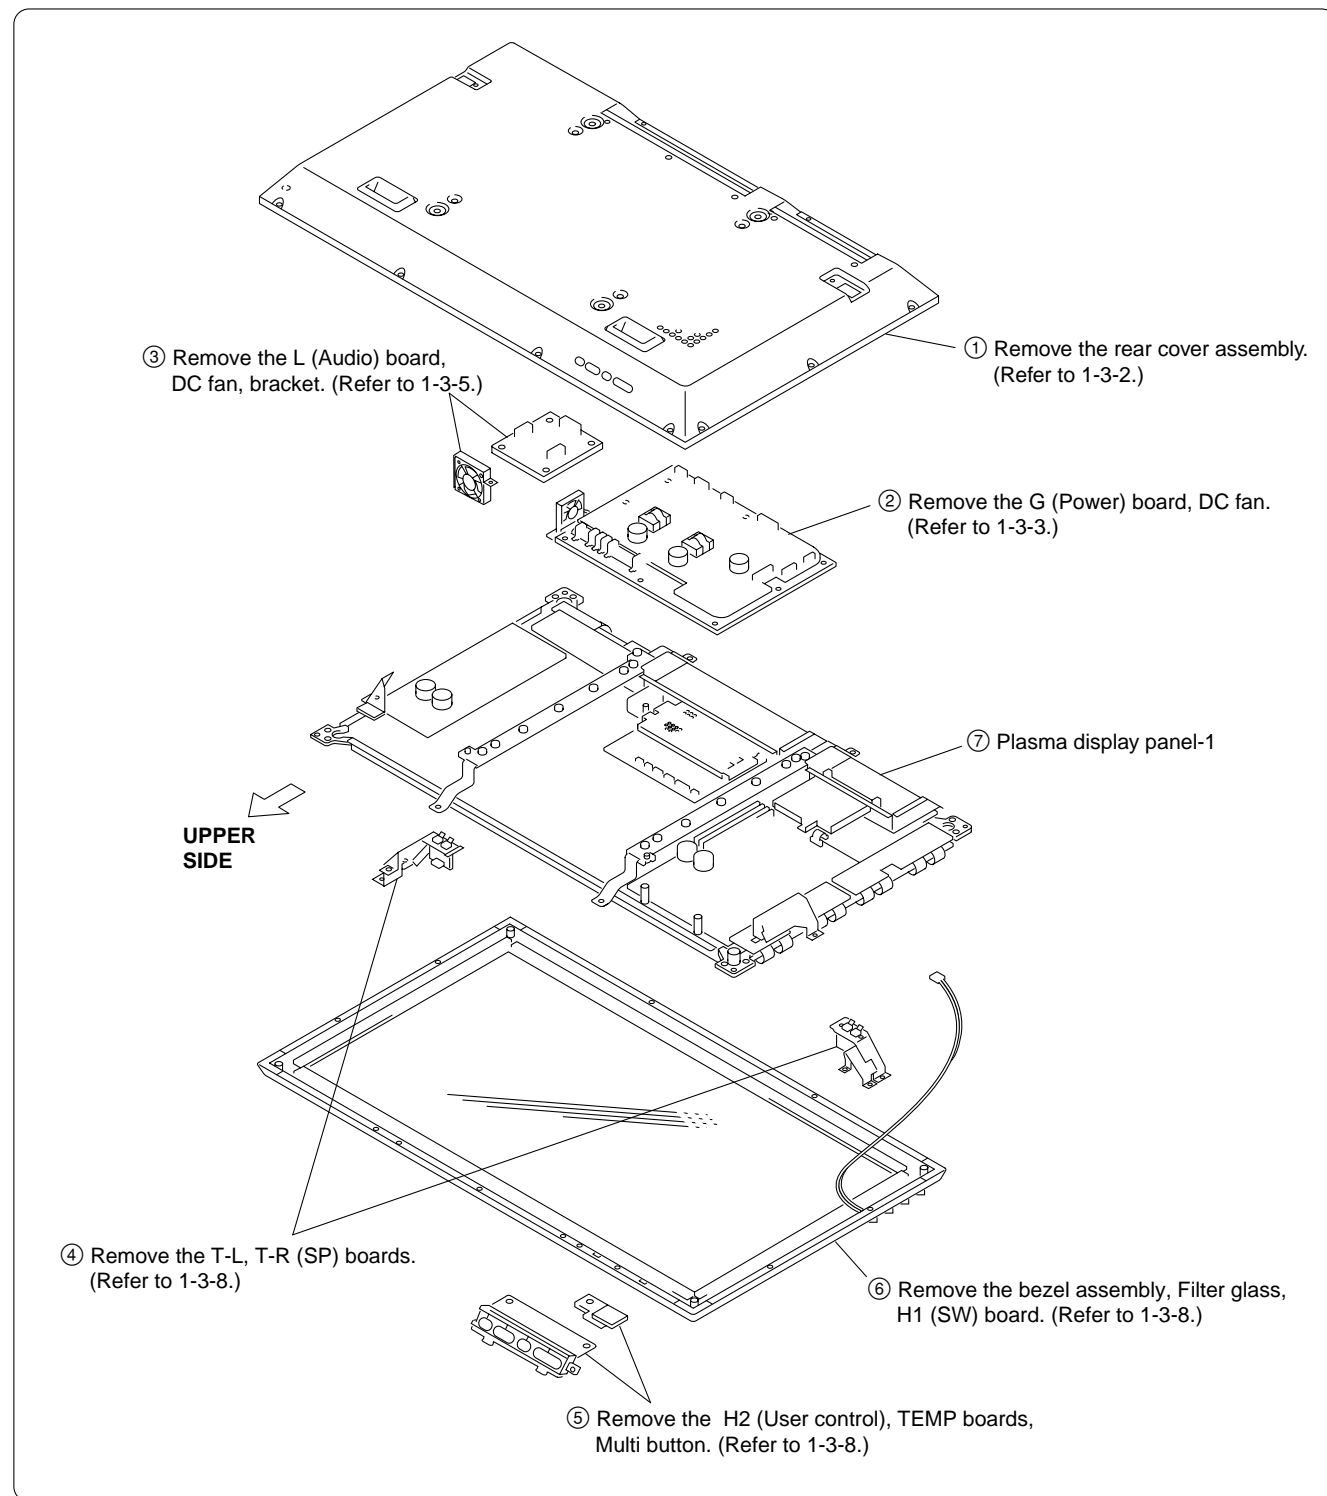 ① Remove the rear cover assembly.
(Refer to 1-3-2.)
③ Remove the L (Audio) board,
DC fan, bracket. (Refer to 1-3-5.)
② Remove the G (Power) board, DC fan.
(Refer to 1-3-3.)
⑦ Plasma display panel-1
UPPER
SIDE
④ Remove the T-L, T-R (SP) boards.
(Refer to 1-3-8.)
⑥ Remove the bezel assembly, Filter glass,
H1 (SW) board. (Refer to 1-3-8.)
⑤ Remove the H2 (User control), TEMP boards,
Multi button. (Refer to 1-3-8.)